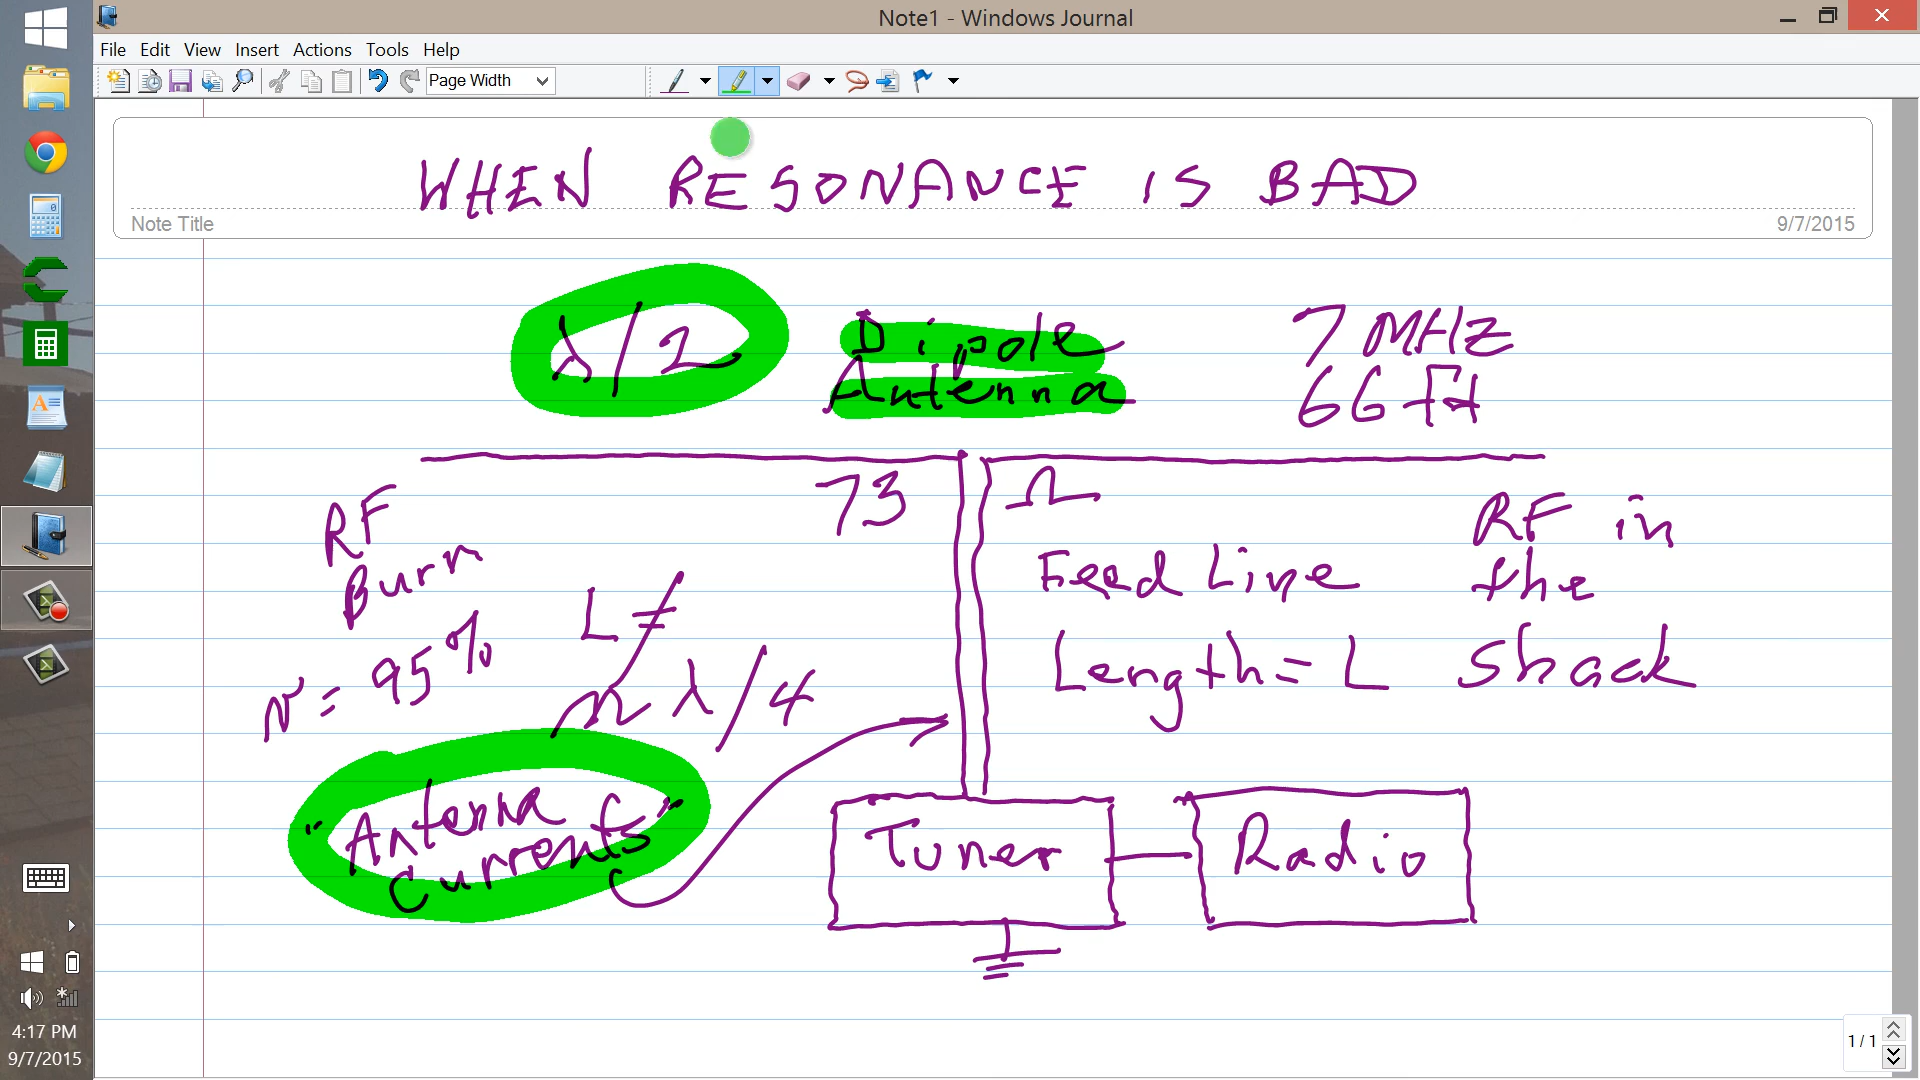 Note1 - Windows Journal
File Edit View Insert Actions Tools Help
Page Width
WHEN RESONANCE IS BAD
Note Title
9/7/2015
λ/2 Dipole Antenna
7 MHZ
66 Ft
73 Ω
RF Burn
RF in the Shack
Feed Line
Length = L
L ≠ n λ/4
v = 95%
"Antenna Currents"
Tuner
Radio
1 / 1
4:17 PM
9/7/2015